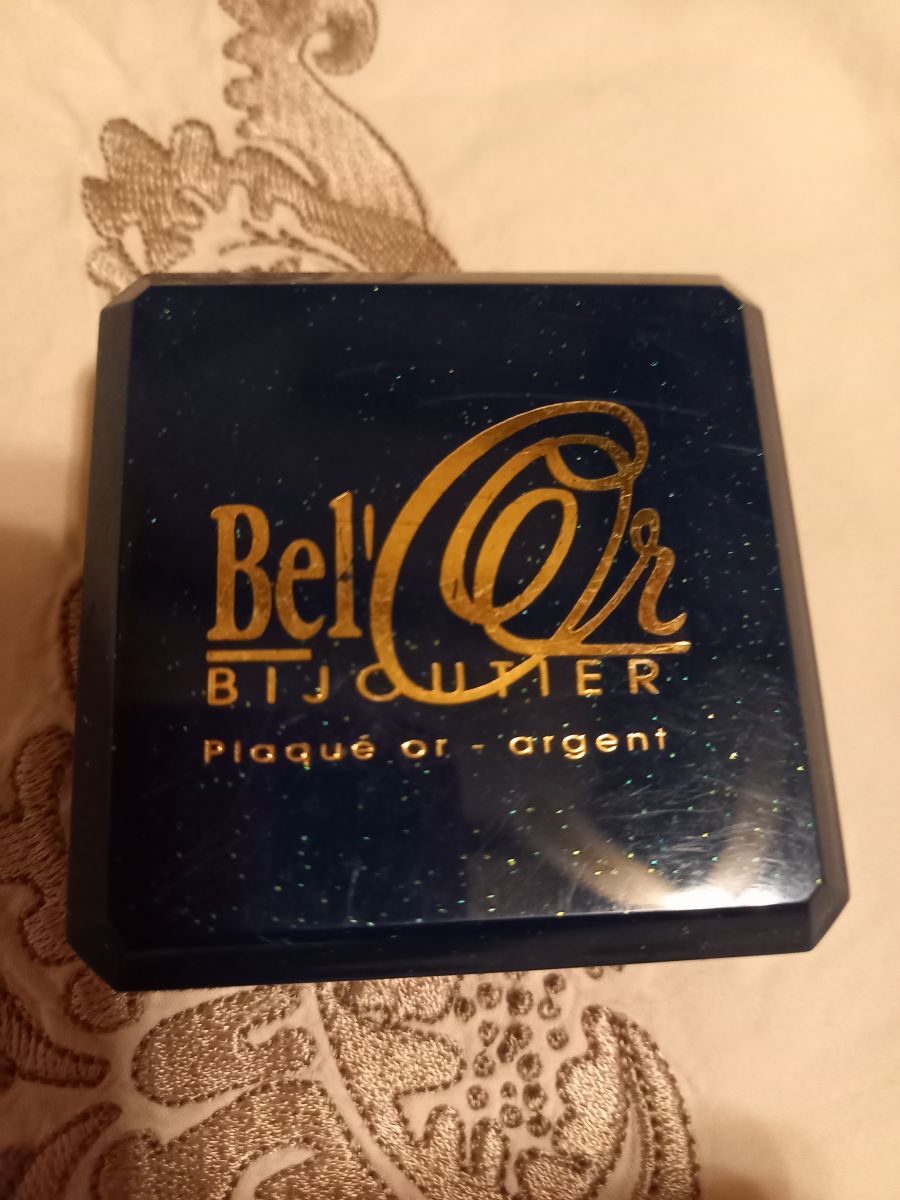 Bel'Or
BIJOUTIER
Plaqué or - argent